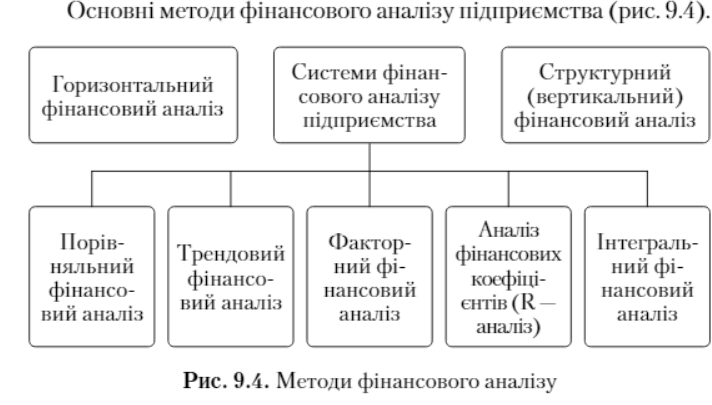 Основні методи фінансового аналізу підприємства (рис. 9.4).
Горизонтальний
фінансовий аналіз
Системи фінан-
сового аналізу
підприємства
Структурний
(вертикальний)
фінансовий аналіз
Порів-
няльний
фінансо-
вий аналіз
Трендовий
фінансо-
вий аналіз
Фактор-
ний фі-
нансовий
аналіз
Аналіз
фінансових
коефіці-
єнтів (R –
аналіз)
Інтеграль-
ний фі-
нансовий
аналіз
Рис. 9.4. Методи фінансового аналізу